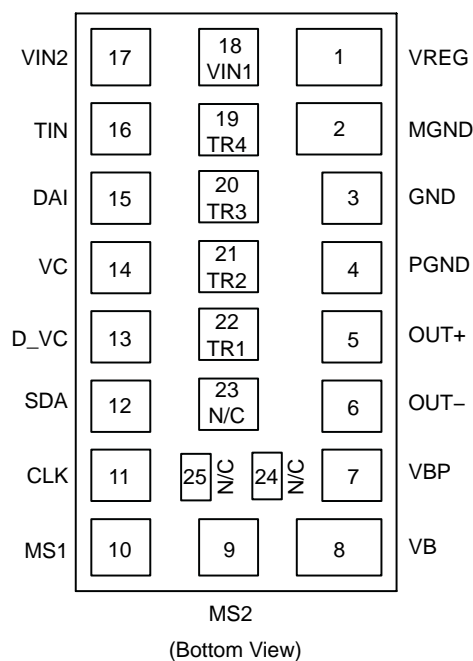 VIN2 17 18 1 VREG
VIN1
TIN 16 19 2 MGND
TR4
DAI 15 20 3 GND
TR3
VC 14 21 4 PGND
TR2
D_VC 13 22 5 OUT+
TR1
SDA 12 23 6 OUT–
N/C
CLK 11 25 N/C 24 N/C 7 VBP
MS1 10 9 8 VB
MS2
(Bottom View)